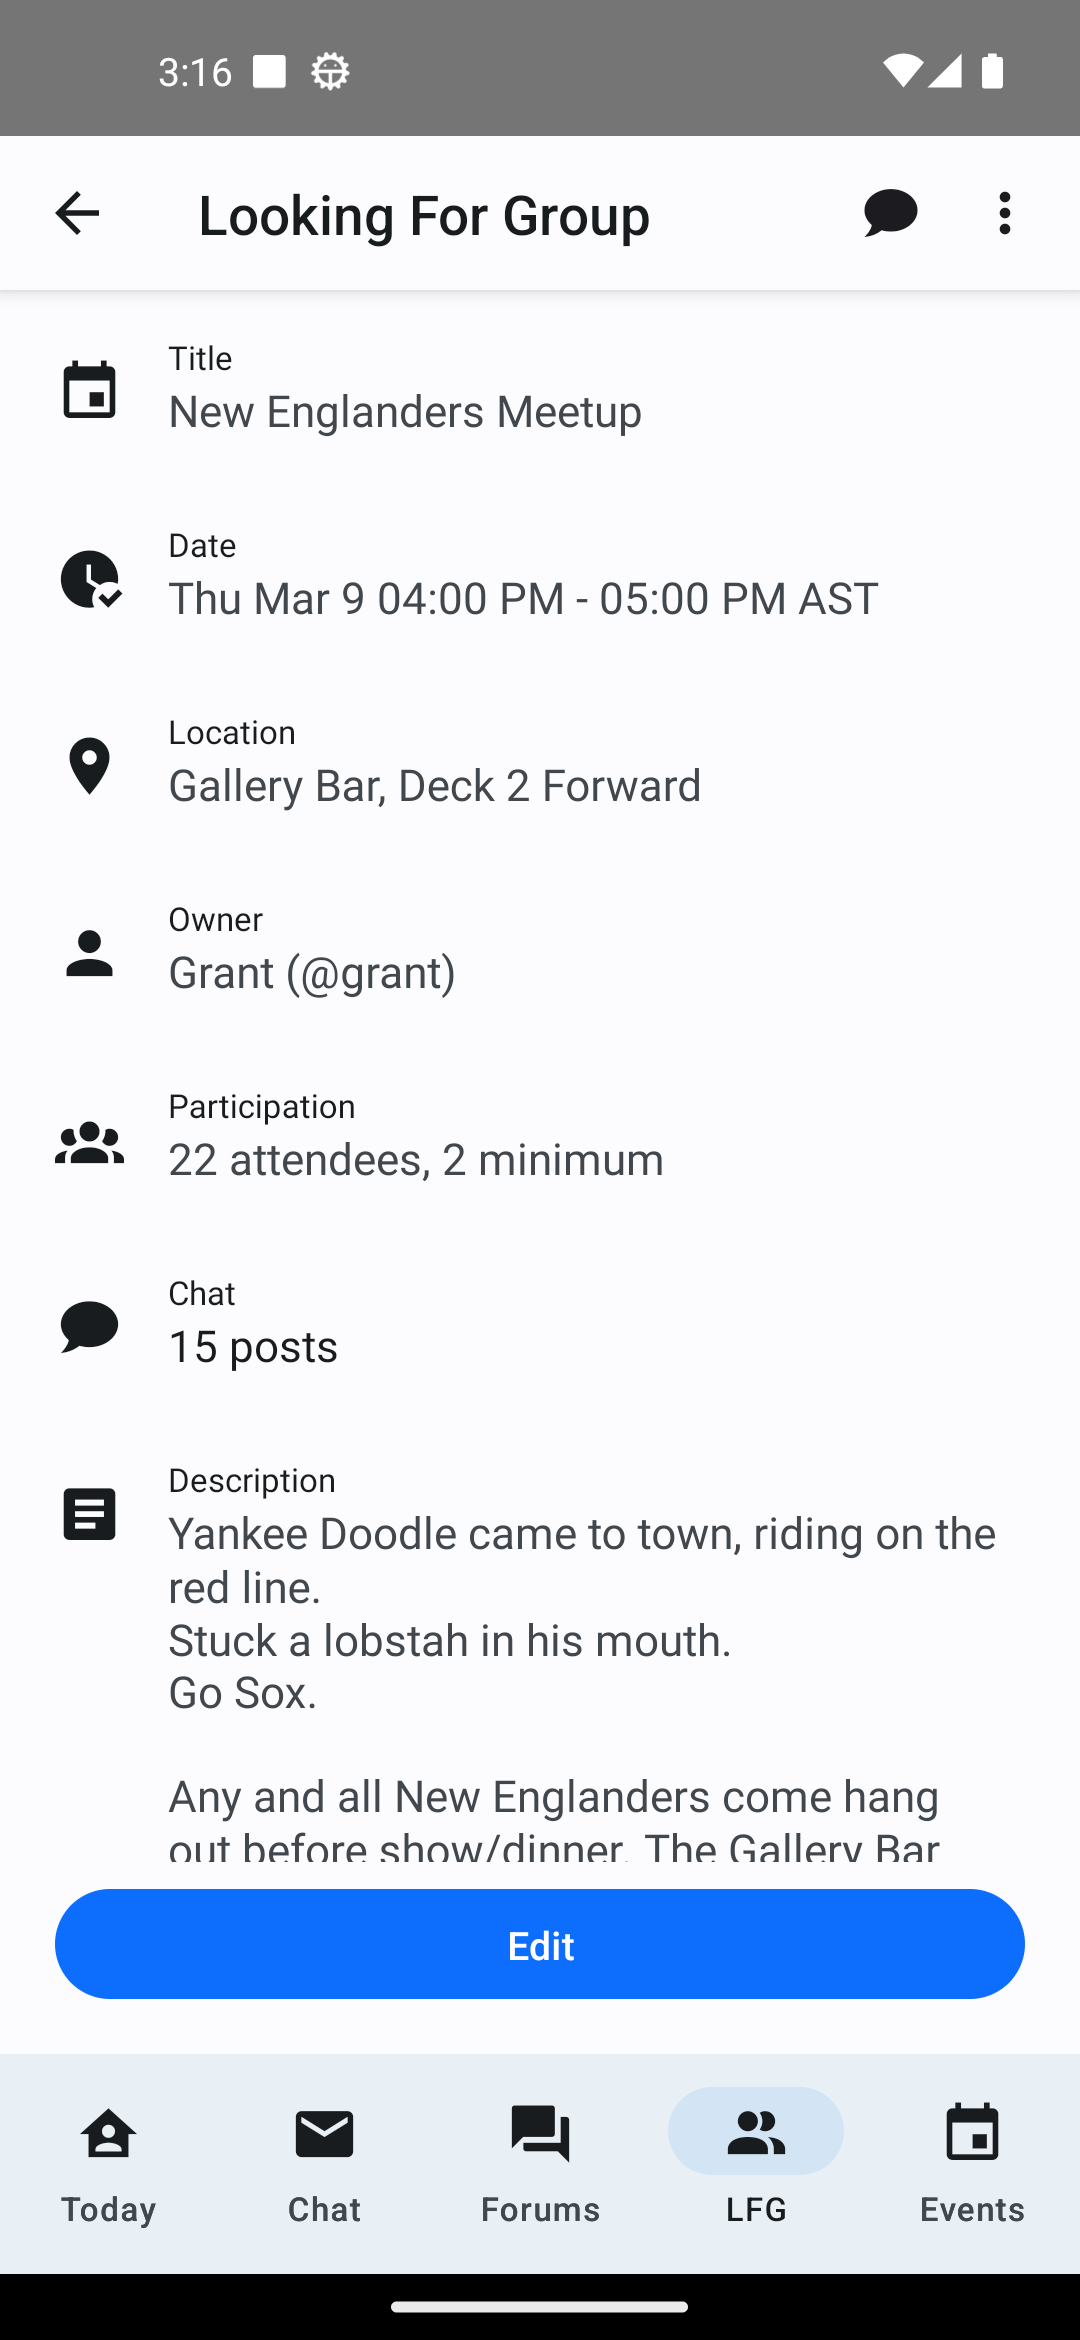 3:16
Looking For Group
Title
New Englanders Meetup
Date
Thu Mar 9 04:00 PM - 05:00 PM AST
Location
Gallery Bar, Deck 2 Forward
Owner
Grant (@grant)
Participation
22 attendees, 2 minimum
Chat
15 posts
Description
Yankee Doodle came to town, riding on the
red line.
Stuck a lobstah in his mouth.
Go Sox.
Any and all New Englanders come hang
out before show/dinner. The Gallery Bar
Edit
Today
Chat
Forums
LFG
Events